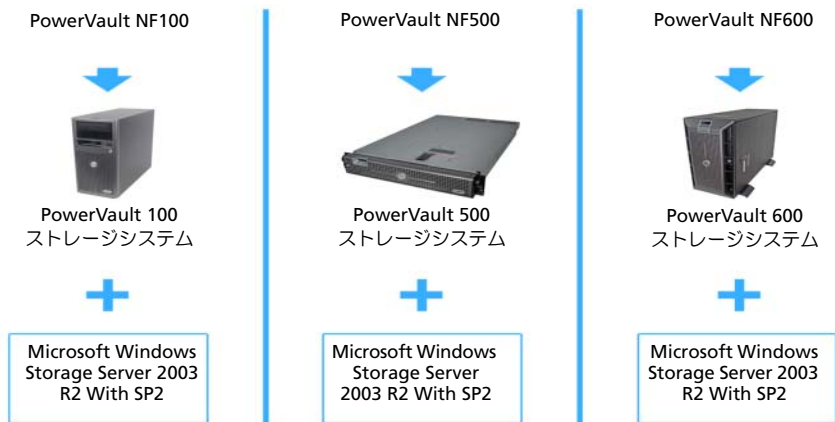 PowerVault NF100
PowerVault 100
ストレージシステム
Microsoft Windows
Storage Server 2003
R2 With SP2
PowerVault NF500
PowerVault 500
ストレージシステム
Microsoft Windows
Storage Server
2003 R2 With SP2
PowerVault NF600
PowerVault 600
ストレージシステム
Microsoft Windows
Storage Server 2003
R2 With SP2